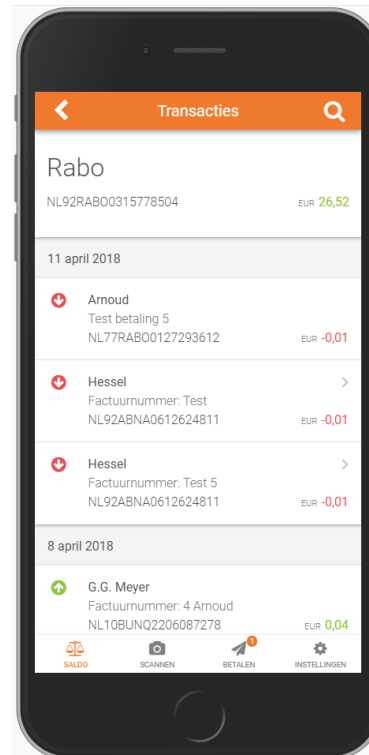 Transacties
Rabo
NL92RABO0315778504 EUR 26,52
11 april 2018
Arnoud
Test betaling 5
NL77RABO0127293612 EUR -0,01
Hessel
Factuurnummer: Test
NL92ABNA0612624811 EUR -0,01
Hessel
Factuurnummer: Test 5
NL92ABNA0612624811 EUR -0,01
8 april 2018
G.G. Meyer
Factuurnummer: 4 Arnoud
NL10BUNQ2206087278 EUR 0,04
1
SALDO SCANNEN BETALEN INSTELLINGEN